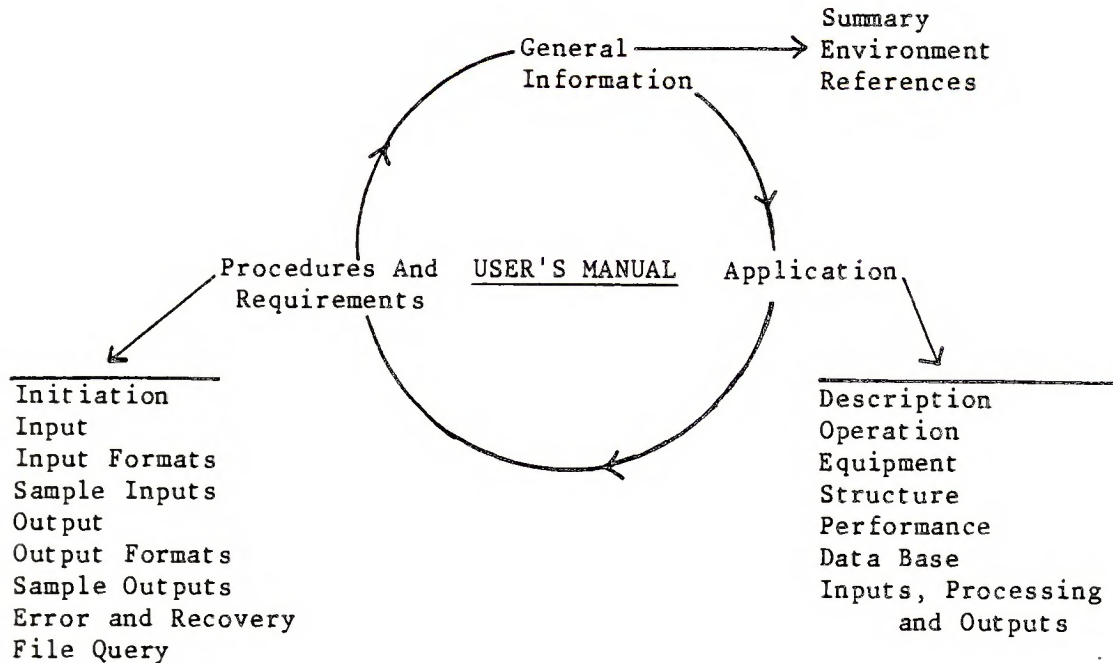 Summary
Environment
References
General
Information
Procedures And
Requirements
USER'S MANUAL
Application
Initiation
Input
Input Formats
Sample Inputs
Output
Output Formats
Sample Outputs
Error and Recovery
File Query
Description
Operation
Equipment
Structure
Performance
Data Base
Inputs, Processing
and Outputs